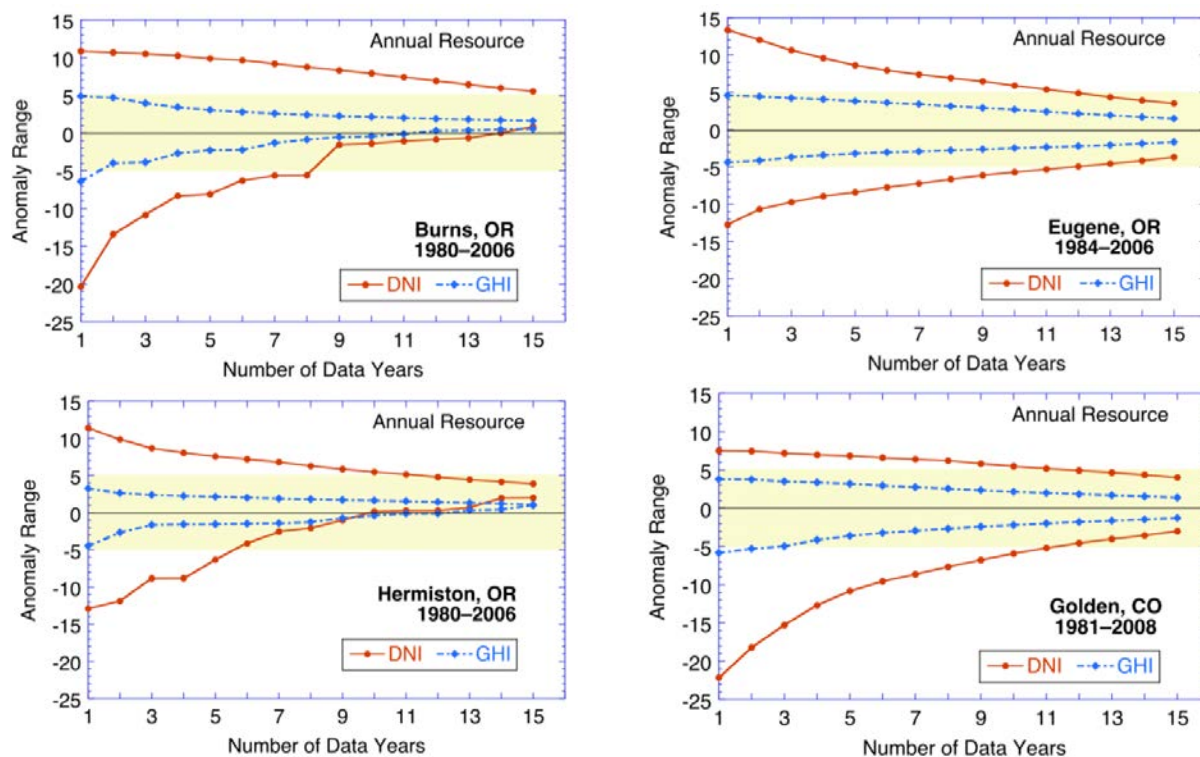 15
10
5
0
-5
-10
-15
-20
-25
Anomaly Range
Annual Resource
Burns, OR
1980–2006
DNI GHI
1 3 5 7 9 11 13 15
Number of Data Years
15
10
5
0
-5
-10
-15
-20
-25
Anomaly Range
Annual Resource
Eugene, OR
1984–2006
DNI GHI
1 3 5 7 9 11 13 15
Number of Data Years
15
10
5
0
-5
-10
-15
-20
-25
Anomaly Range
Annual Resource
Hermiston, OR
1980–2006
DNI GHI
1 3 5 7 9 11 13 15
Number of Data Years
15
10
5
0
-5
-10
-15
-20
-25
Anomaly Range
Annual Resource
Golden, CO
1981–2008
DNI GHI
1 3 5 7 9 11 13 15
Number of Data Years